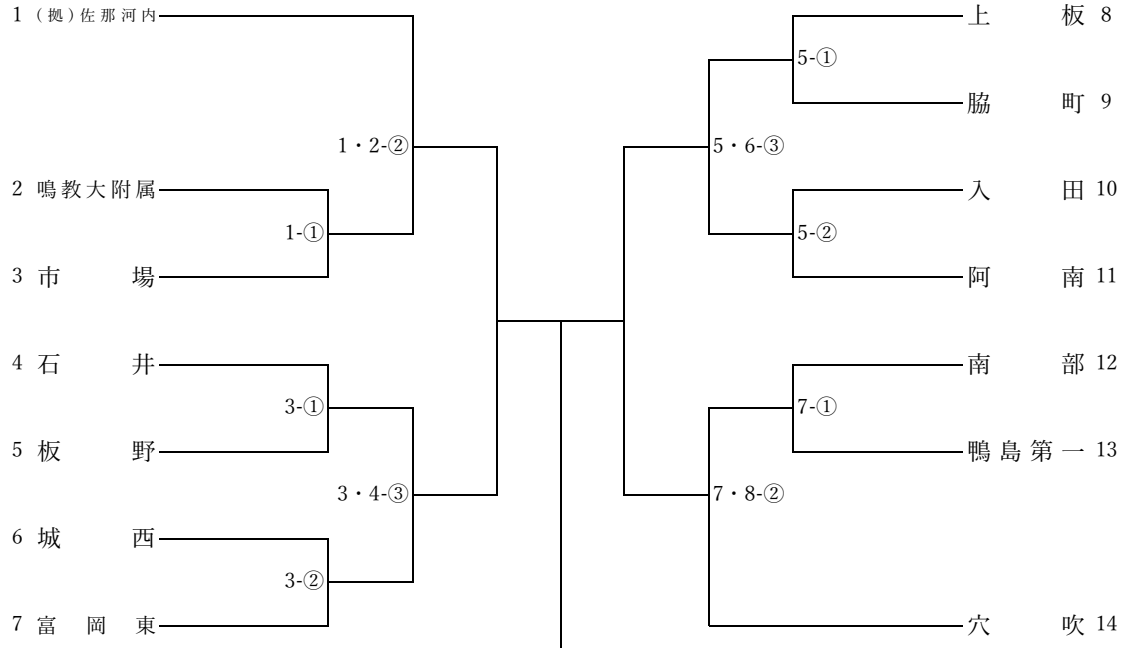 1 (拠)佐那河内
1・2-②
2 鳴教大附属
1-①
3 市場
4 石井
3-①
5 板野
3・4-③
6 城西
3-②
7 富岡東
上板 8
5-①
脇町 9
5・6-③
入田 10
5-②
阿南 11
南部 12
7-①
鴨島第一 13
7・8-②
穴吹 14